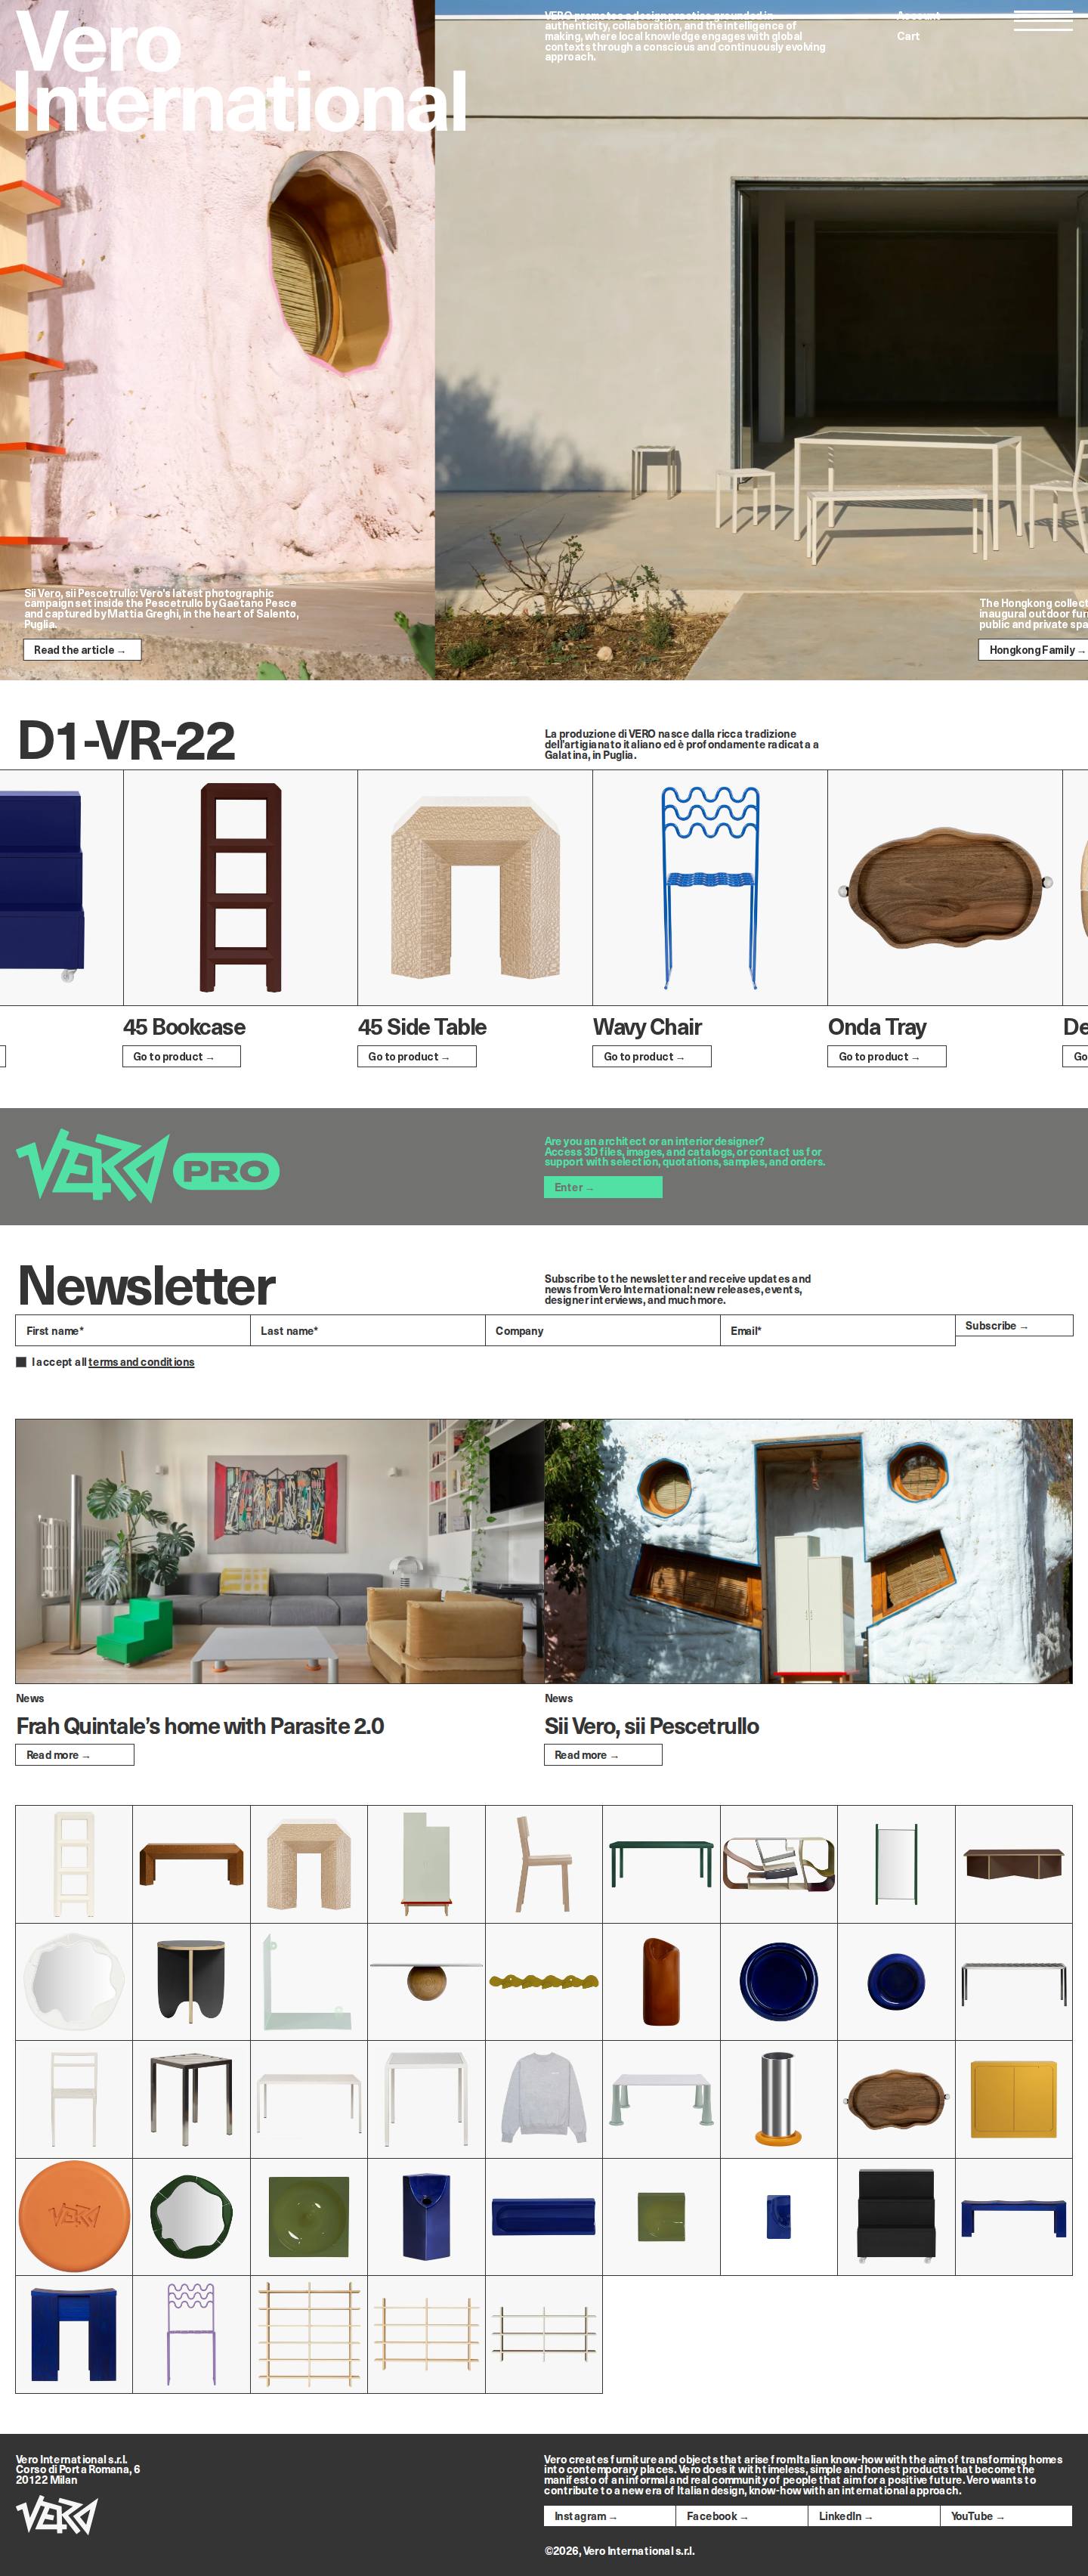 Vero
International
VERO promotes a design practice grounded in
authenticity, collaboration, and the intelligence of
making, where local knowledge engages with global
contexts through a conscious and continuously evolving
approach.
Account
Cart
Sii Vero, sii Pescetrullo: Vero's latest photographic
campaign set inside the Pescetrullo by Gaetano Pesce
and captured by Mattia Greghi, in the heart of Salento,
Puglia.
Read the article →
The Hongkong collect
inaugural outdoor fur
public and private spa
Hongkong Family →
D1-VR-22
La produzione di VERO nasce dalla ricca tradizione
dell'artigianato italiano ed è profondamente radicata a
Galatina, in Puglia.
45 Bookcase
45 Side Table
Wavy Chair
Onda Tray
De
Go to product →
Go to product →
Go to product →
Go to product →
Go
VERO PRO
Are you an architect or an interior designer?
Access 3D files, images, and catalogs, or contact us for
support with selection, quotations, samples, and orders.
Enter →
Newsletter
Subscribe to the newsletter and receive updates and
news from Vero International: new releases, events,
designer interviews, and much more.
First name*
Last name*
Company
Email*
Subscribe →
I accept all terms and conditions
News
Frah Quintale’s home with Parasite 2.0
Read more →
News
Sii Vero, sii Pescetrullo
Read more →
VERO
Vero International s.r.l.
Corso di Porta Romana, 6
20122 Milan
VERO
Vero creates furniture and objects that arise from Italian know-how with the aim of transforming homes
into contemporary places. Vero does it with timeless, simple and honest products that become the
manifesto of an informal and real community of people that aim for a positive future. Vero wants to
contribute to a new era of Italian design, know-how with an international approach.
Instagram →
Facebook →
LinkedIn →
YouTube →
©2026, Vero International s.r.l.